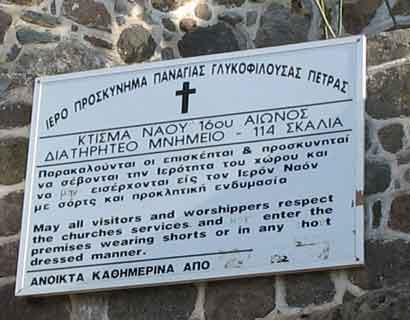 ΙΕΡΟ ΠΡΟΣΚΥΝΗΜΑ ΠΑΝΑΓΙΑΣ ΓΛΥΚΟΦΙΛΟΥΣΑΣ ΠΕΤΡΑΣ
ΚΤΙΣΜΑ ΝΑΟΥ 16ου ΑΙΩΝΟΣ
ΔΙΑΤΗΡΗΤΕΟ ΜΝΗΜΕΙΟ - 114 ΣΚΑΛΙΑ
Παρακαλούνται οι επισκέπται & προσκυνηταί
να σέβονται την Ιερότητα του χώρου και
να μην εισέρχονται είς τον Ιερόν Ναόν
με σόρτς και προκλητική ενδυμασία
May all visitors and worshippers respect
the churches services and not enter the
premises wearing shorts or in any
dressed manner.
ΑΝΟΙΚΤΑ ΚΑΘΗΜΕΡΙΝΑ ΑΠΟ